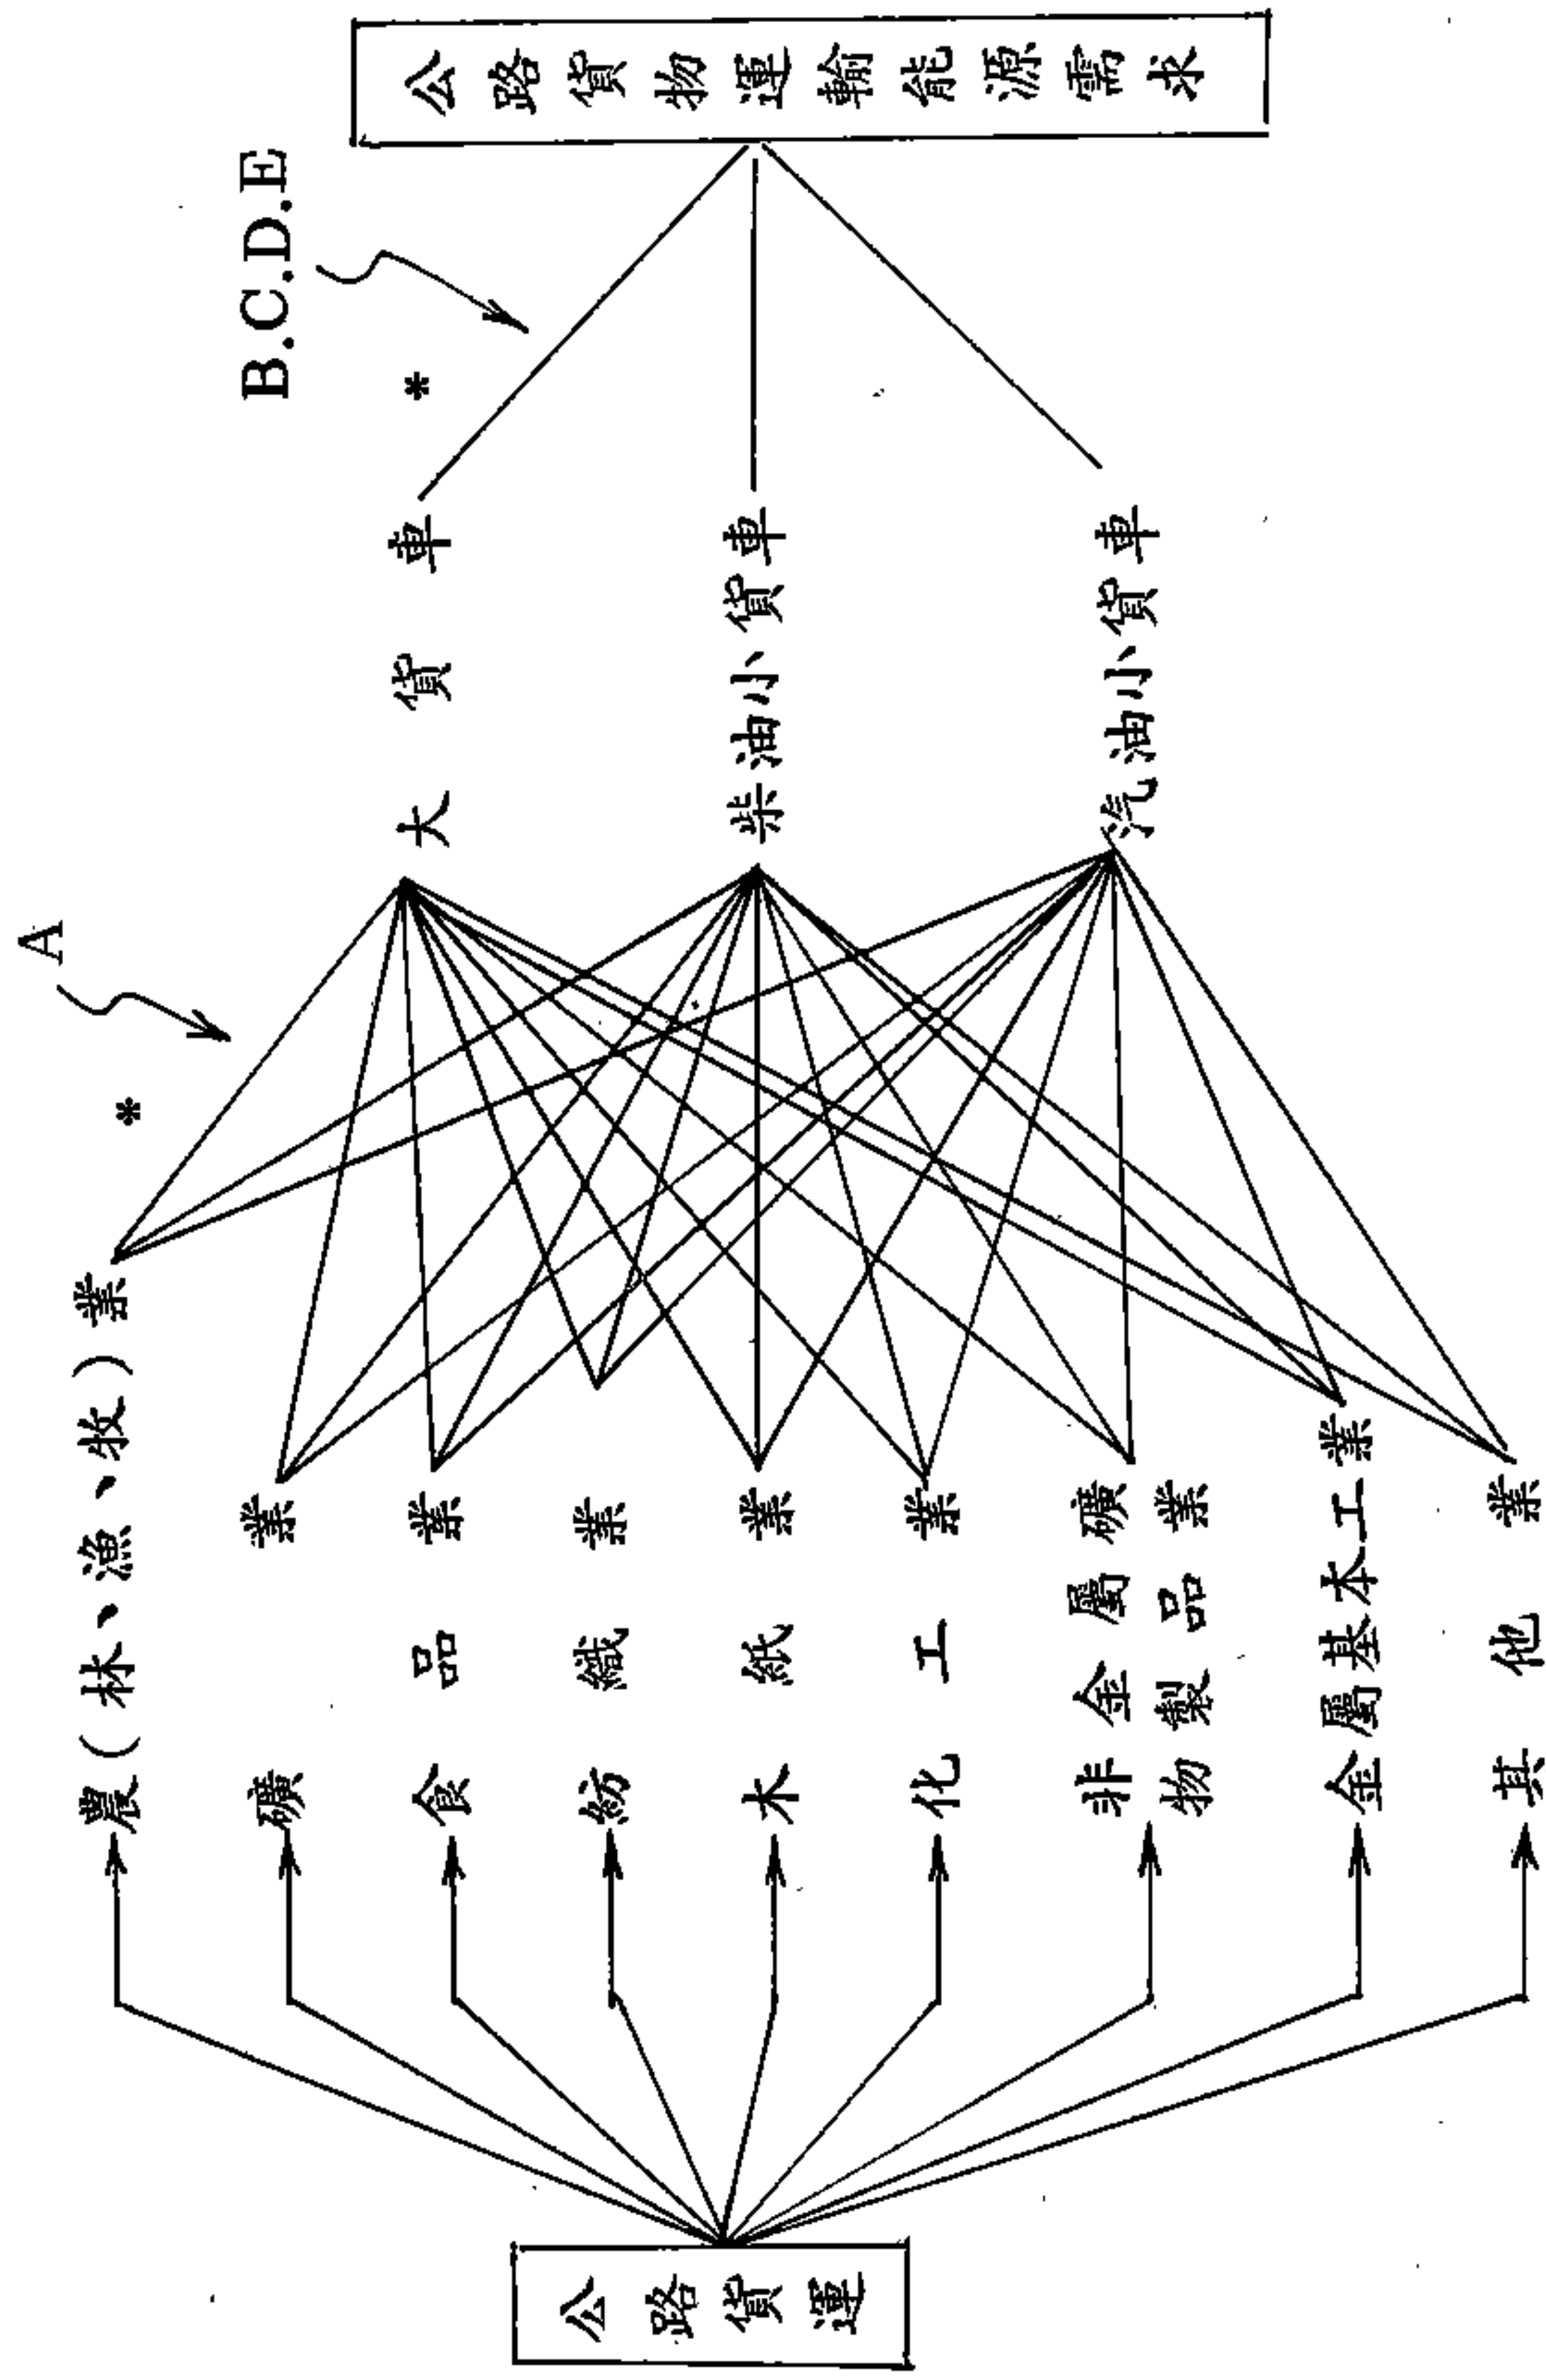 公路貨運
農（林、漁、牧）業
礦業
食品業
紡織業
木紙業
化工業
非金屬礦
物製品業
金屬基本工業
其他業
*
A
大貨車
柴油小貨車
汽油小貨車
*
B.C.D.E
公路貨物運輸能源需求